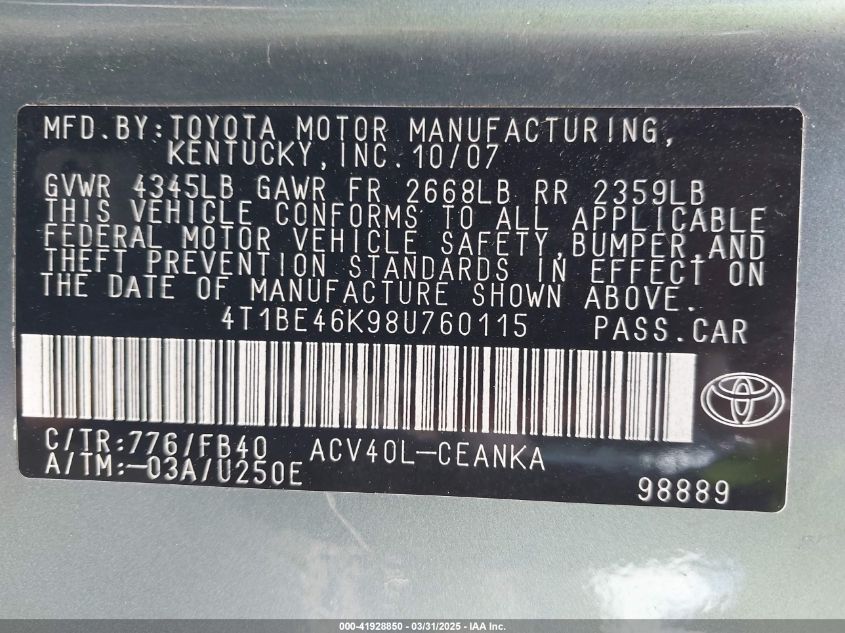 MFD.BY:TOYOTA MOTOR MANUFACTURING,
KENTUCKY,INC.10/07
GVWR 4345LB GAWR FR 2668LB RR 2359LB
THIS VEHICLE CONFORMS TO ALL APPLICABLE
FEDERAL MOTOR VEHICLE SAFETY,BUMPER,AND
THEFT PREVENTION STANDARDS IN EFFECT ON
THE DATE OF MANUFACTURE SHOWN ABOVE.
4T1BE46K98U760115 PASS.CAR
C/TR:776/FB40 ACV40L-CEANKA
A/TM:-03A/U250E
98889
000-41928850 - 03/31/2025 - IAA Inc.